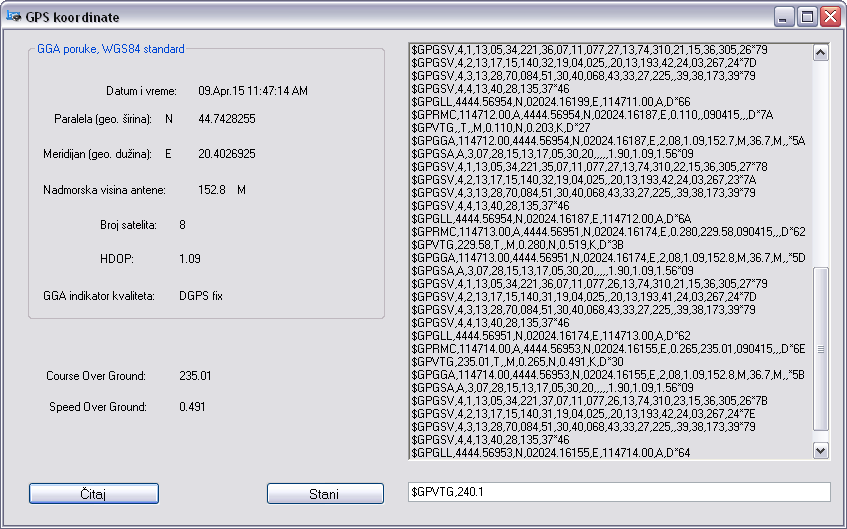 GPS koordinate
GGA poruke, WGS84 standard
Datum i vreme: 09.Apr.15 11:47:14 AM
Paralela (geo. širina): N 44.7428255
Meridijan (geo. dužina): E 20.4026925
Nadmorska visina antene: 152.8 M
Broj satelita: 8
HDOP: 1.09
GGA indikator kvaliteta: DGPS fix
Course Over Ground: 235.01
Speed Over Ground: 0.491
Čitaj
Stani
$GPGSV,4,1,13,05,34,221,36,07,11,077,27,13,74,310,21,15,36,305,26*79
$GPGSV,4,2,13,17,15,140,32,19,04,025,,20,13,193,42,24,03,267,24*7D
$GPGSV,4,3,13,28,70,084,51,30,40,068,43,33,27,225,,39,38,173,39*79
$GPGSV,4,4,13,40,28,135,37*46
$GPGLL,4444.56954,N,02024.16199,E,114711.00,A,D*66
$GPRMC,114712.00,A,4444.56954,N,02024.16187,E,0.110,,090415,,,D*7A
$GPVTG,,T,,M,0.110,N,0.203,K,D*27
$GPGGA,114712.00,4444.56954,N,02024.16187,E,2,08,1.09,152.7,M,36.7,M,,*5A
$GPGSA,A,3,07,28,15,13,17,05,30,20,,,,,1.90,1.09,1.56*09
$GPGSV,4,1,13,05,34,221,35,07,11,077,27,13,74,310,22,15,36,305,27*78
$GPGSV,4,2,13,17,15,140,32,19,04,025,,20,13,193,42,24,03,267,23*7A
$GPGSV,4,3,13,28,70,084,51,30,40,068,43,33,27,225,,39,38,173,39*79
$GPGSV,4,4,13,40,28,135,37*46
$GPGLL,4444.56954,N,02024.16187,E,114712.00,A,D*6A
$GPRMC,114713.00,A,4444.56951,N,02024.16174,E,0.280,229.58,090415,,,D*62
$GPVTG,229.58,T,,M,0.280,N,0.519,K,D*3B
$GPGGA,114713.00,4444.56951,N,02024.16174,E,2,08,1.09,152.8,M,36.7,M,,*5D
$GPGSA,A,3,07,28,15,13,17,05,30,20,,,,,1.90,1.09,1.56*09
$GPGSV,4,1,13,05,34,221,36,07,11,077,26,13,74,310,21,15,36,305,27*79
$GPGSV,4,2,13,17,15,140,31,19,04,025,,20,13,193,41,24,03,267,24*7D
$GPGSV,4,3,13,28,70,084,51,30,40,068,43,33,27,225,,39,38,173,39*79
$GPGSV,4,4,13,40,28,135,37*46
$GPGLL,4444.56951,N,02024.16174,E,114713.00,A,D*62
$GPRMC,114714.00,A,4444.56953,N,02024.16155,E,0.265,235.01,090415,,,D*6E
$GPVTG,235.01,T,,M,0.265,N,0.491,K,D*30
$GPGGA,114714.00,4444.56953,N,02024.16155,E,2,08,1.09,152.8,M,36.7,M,,*5B
$GPGSA,A,3,07,28,15,13,17,05,30,20,,,,,1.90,1.09,1.56*09
$GPGSV,4,1,13,05,34,221,37,07,11,077,26,13,74,310,23,15,36,305,26*7B
$GPGSV,4,2,13,17,15,140,31,19,04,025,,20,13,193,42,24,03,267,24*7E
$GPGSV,4,3,13,28,70,084,51,30,40,068,43,33,27,225,,39,38,173,39*79
$GPGSV,4,4,13,40,28,135,37*46
$GPGLL,4444.56953,N,02024.16155,E,114714.00,A,D*64
$GPVTG,240.1